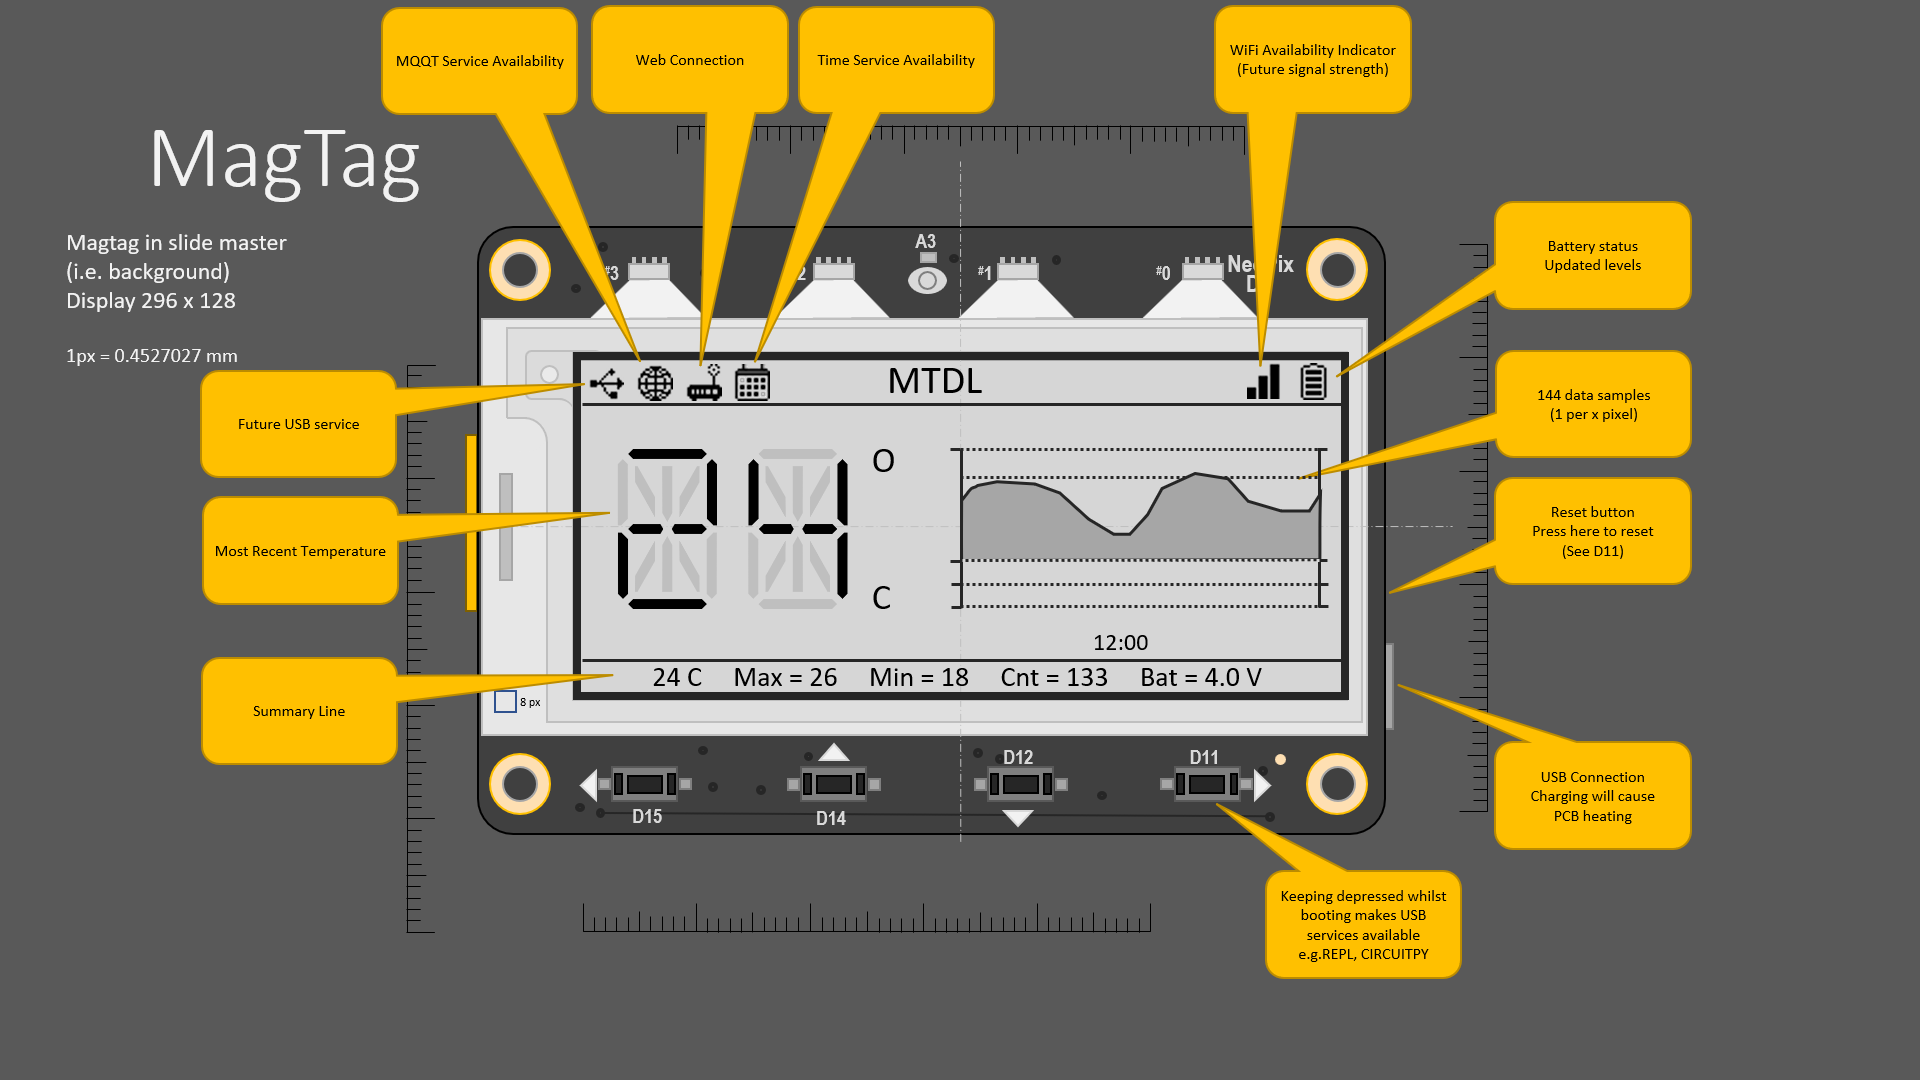 MQQT Service Availability
Web Connection
Time Service Availability
WiFi Availability Indicator
(Future signal strength)
MagTag
Magtag in slide master
(i.e. background)
Display 296 x 128
1px = 0.4527027 mm
Battery status
Updated levels
A3
#3
2
#1
#0
MTDL
144 data samples
(1 per x pixel)
Future USB service
O
Reset button
Press here to reset
(See D11)
Most Recent Temperature
24
C
12:00
24 C Max = 26 Min = 18 Cnt = 133 Bat = 4.0 V
Summary Line
8 px
D12
D11
D15
D14
USB Connection
Charging will cause
PCB heating
Keeping depressed whilst
booting makes USB
services available
e.g.REPL, CIRCUITPY